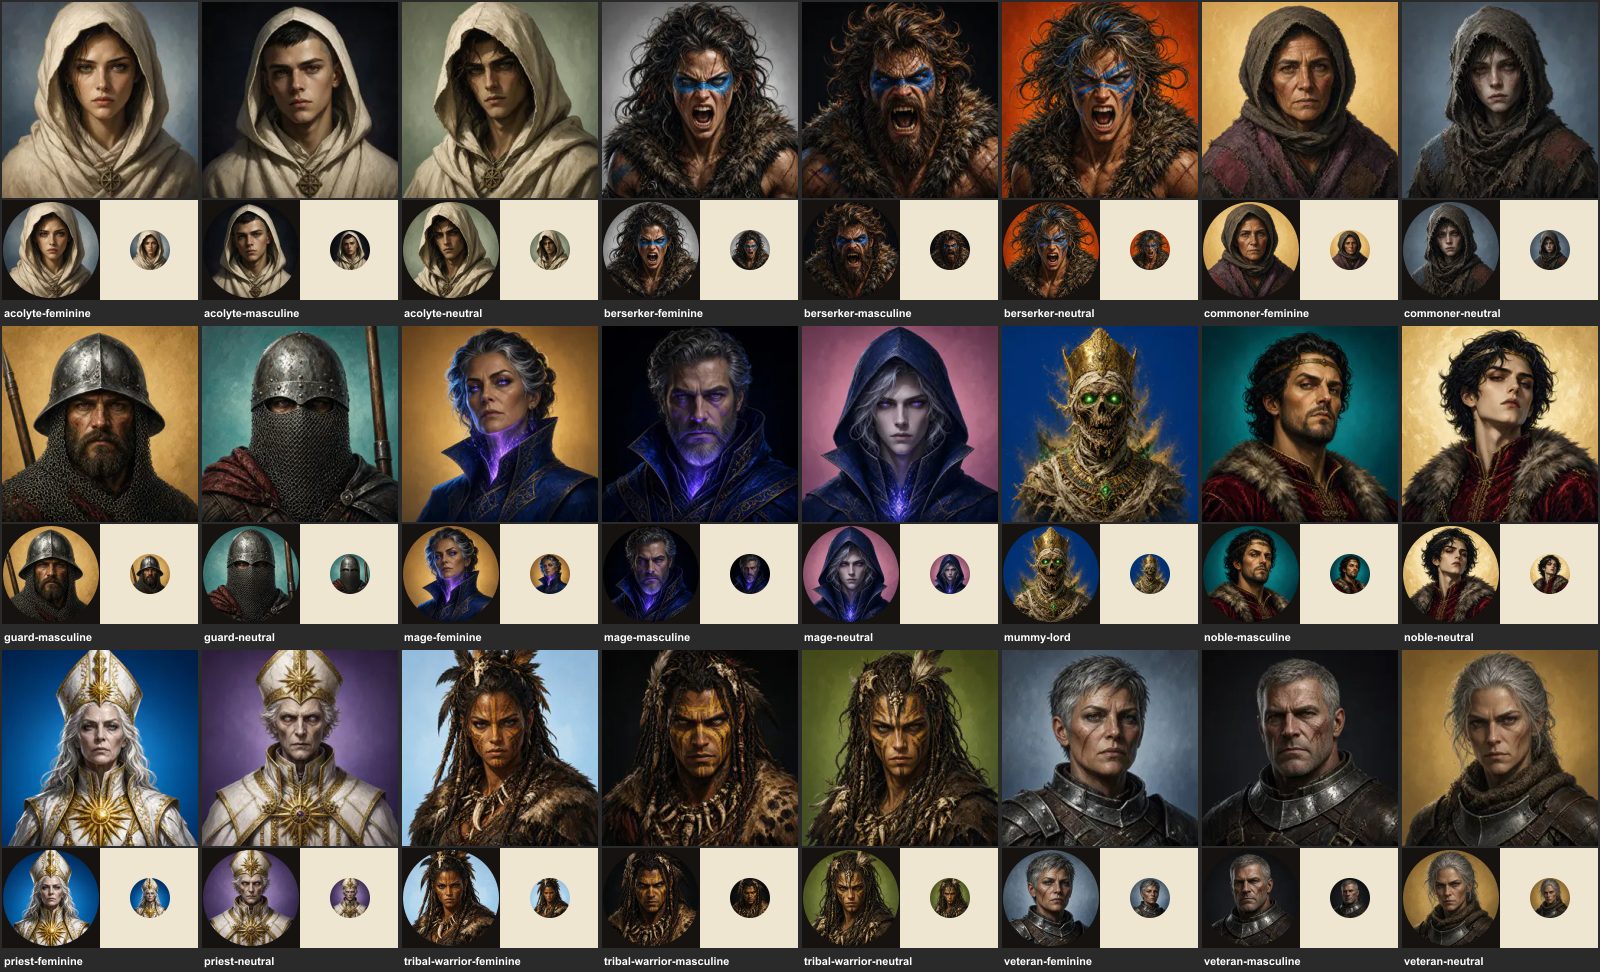 acolyte-feminine
acolyte-masculine
acolyte-neutral
berserker-feminine
berserker-masculine
berserker-neutral
commoner-feminine
commoner-neutral
guard-masculine
guard-neutral
mage-feminine
mage-masculine
mage-neutral
mummy-lord
noble-masculine
noble-neutral
priest-feminine
priest-neutral
tribal-warrior-feminine
tribal-warrior-masculine
tribal-warrior-neutral
veteran-feminine
veteran-masculine
veteran-neutral